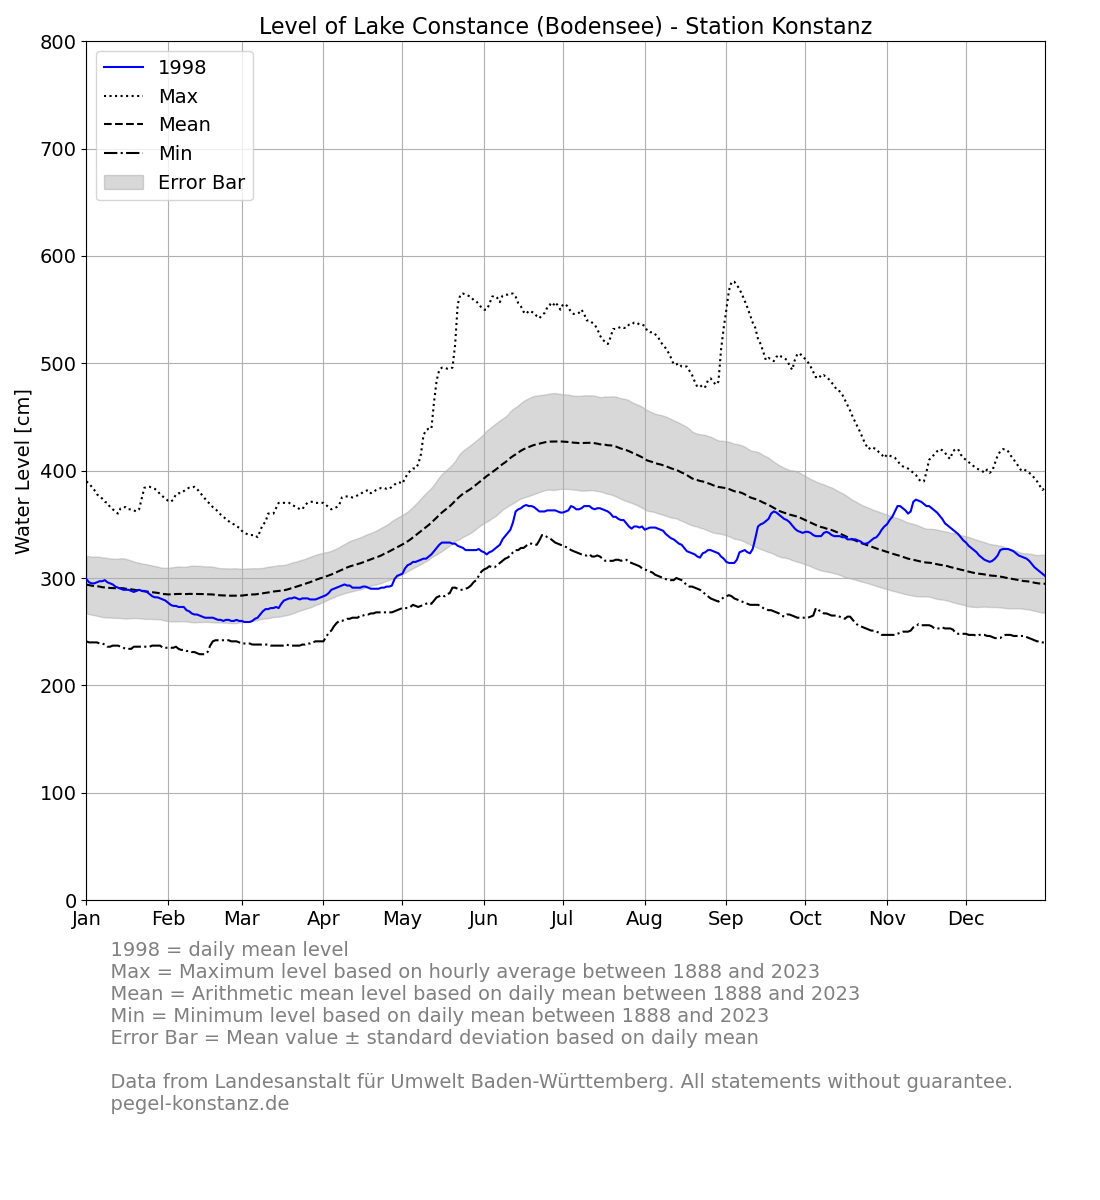 Level of Lake Constance (Bodensee) - Station Konstanz
800
700
600
500
400
300
200
100
0
Water Level [cm]
1998
Max
Mean
Min
Error Bar
Jan Feb Mar Apr May Jun Jul Aug Sep Oct Nov Dec
1998 = daily mean level
Max = Maximum level based on hourly average between 1888 and 2023
Mean = Arithmetic mean level based on daily mean between 1888 and 2023
Min = Minimum level based on daily mean between 1888 and 2023
Error Bar = Mean value ± standard deviation based on daily mean
Data from Landesanstalt für Umwelt Baden-Württemberg. All statements without guarantee.
pegel-konstanz.de